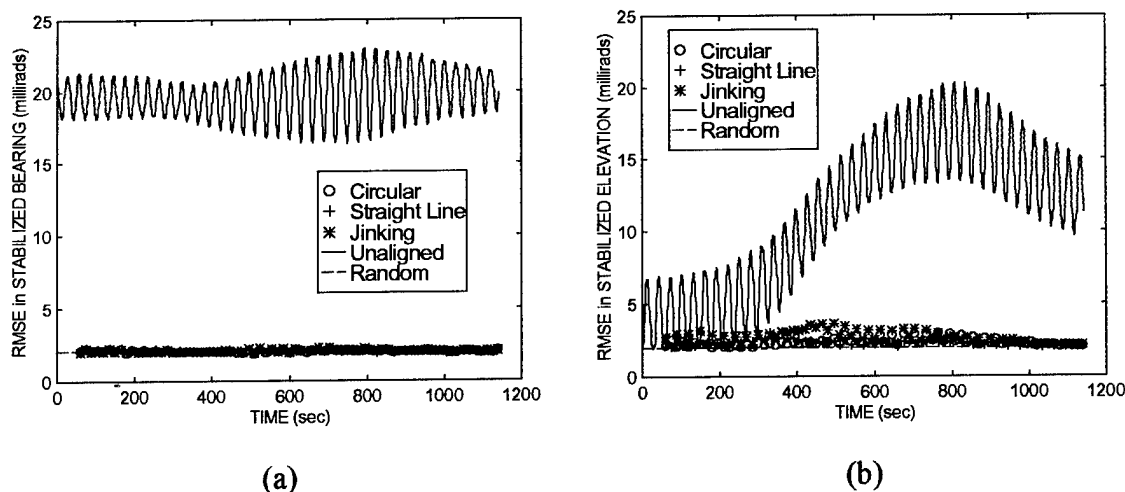 RMSE in STABILIZED BEARING (millirads)
25
20
15
10
5
0
Circular
Straight Line
Jinking
Unaligned
Random
0 200 400 600 800 1000 1200
TIME (sec)
(a)
RMSE in STABILIZED ELEVATION (millirads)
25
20
15
10
5
0
Circular
Straight Line
Jinking
Unaligned
Random
0 200 400 600 800 1000 1200
TIME (sec)
(b)